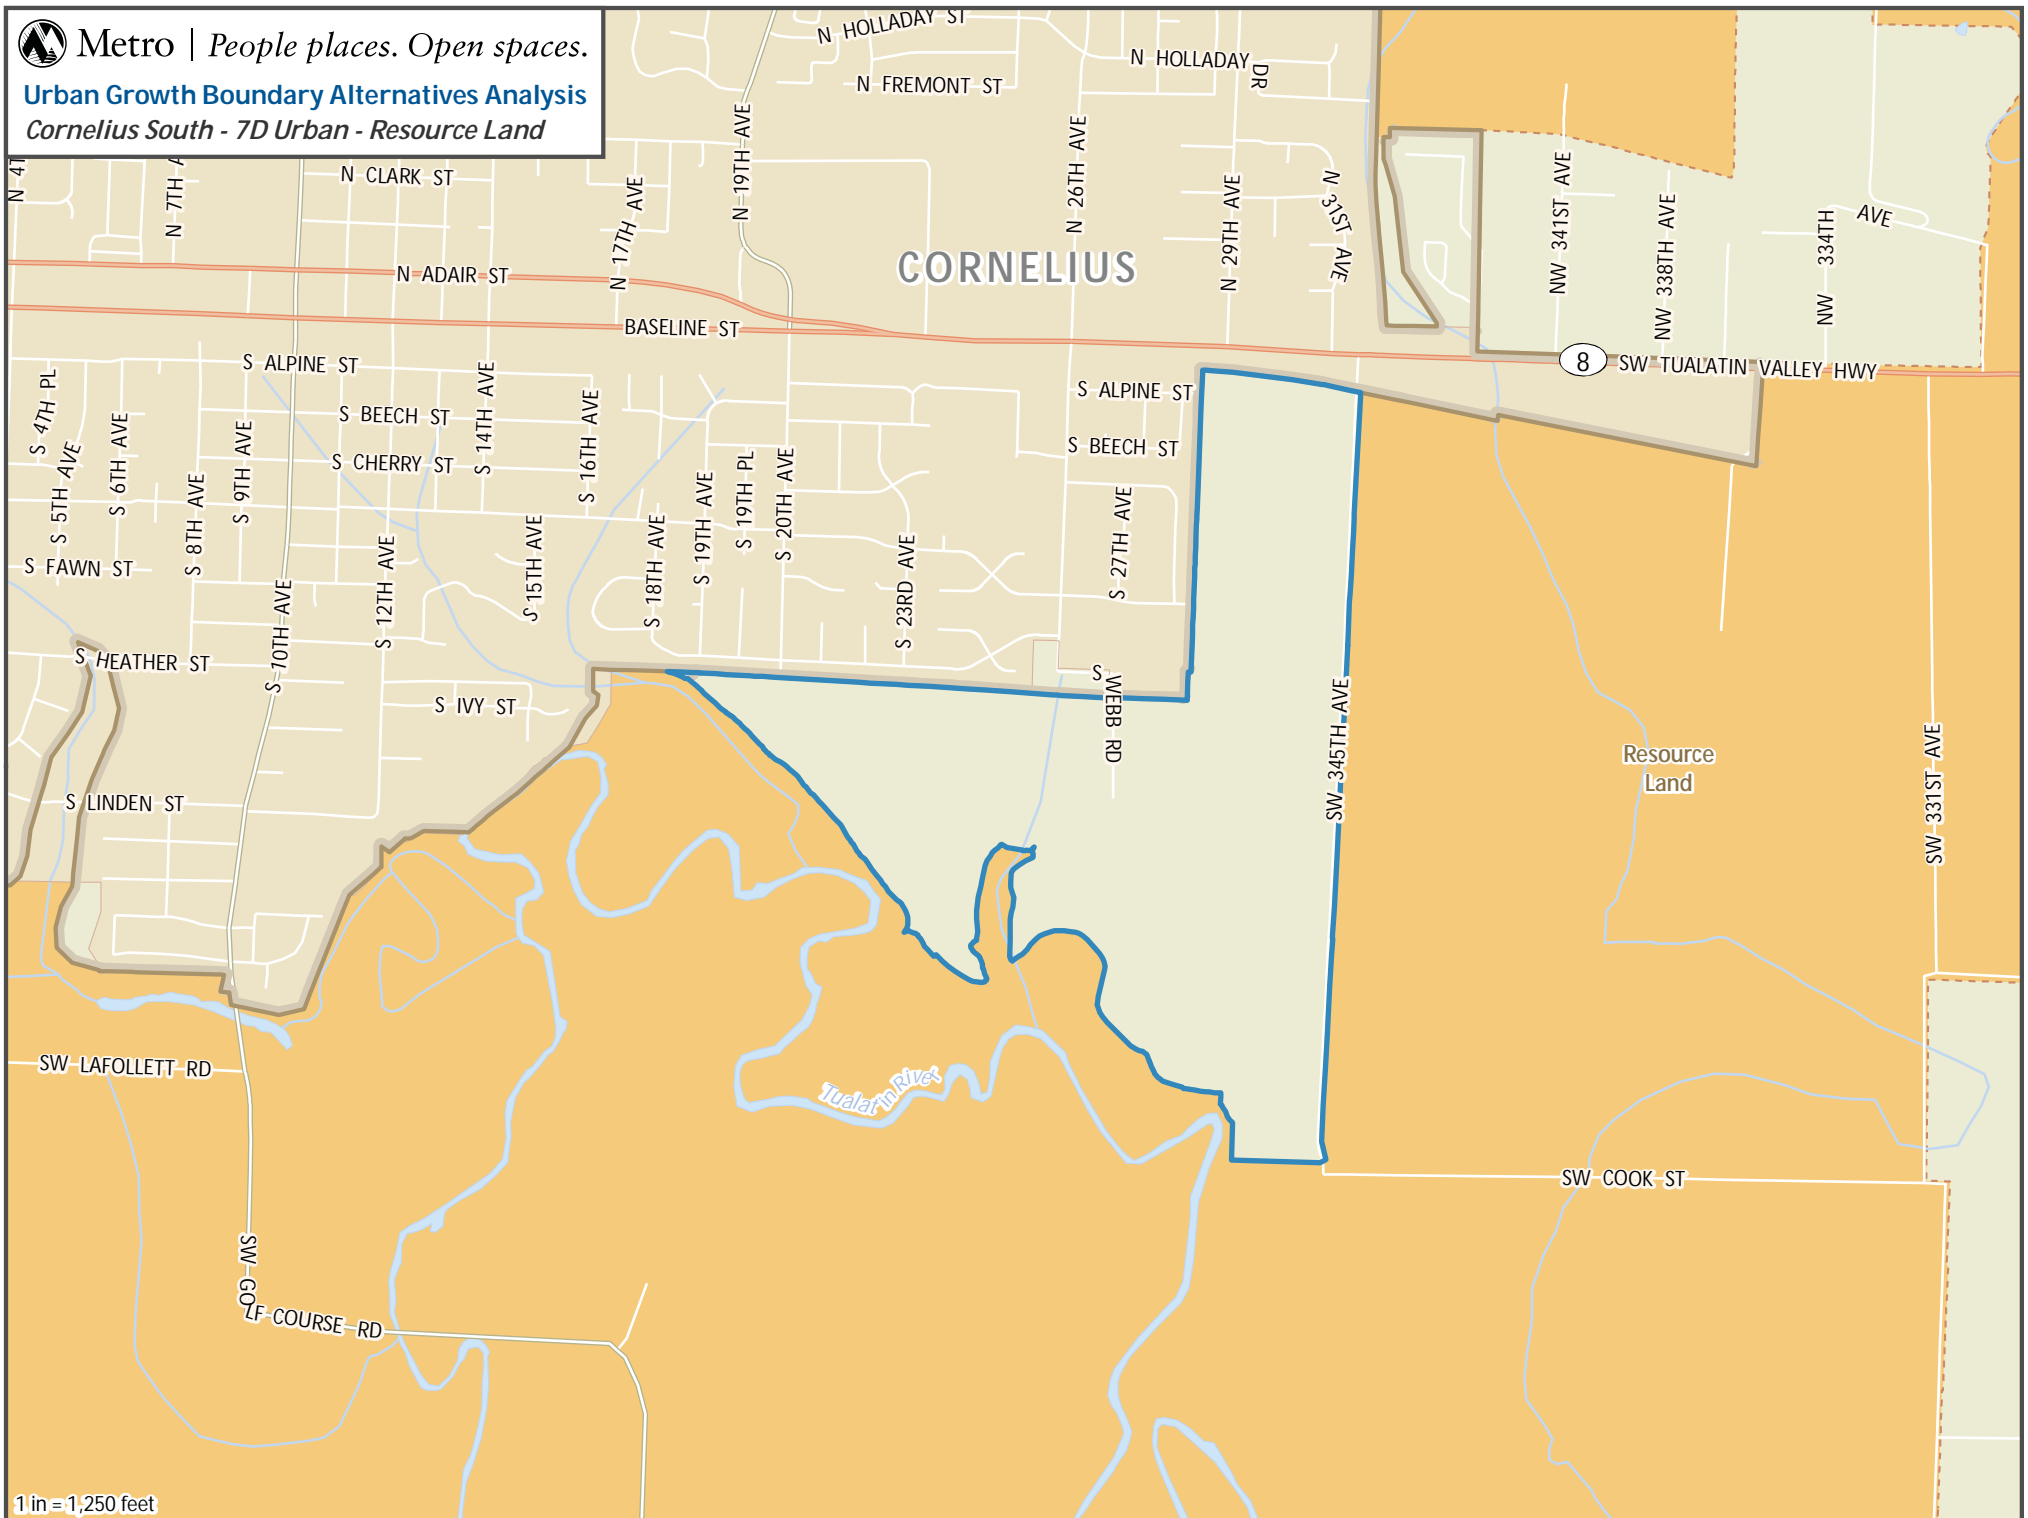 Metro | People places. Open spaces.
Urban Growth Boundary Alternatives Analysis
Cornelius South - 7D Urban - Resource Land
N HOLLADAY ST
N HOLLADAY DR
N FREMONT ST
N 19TH AVE
N 26TH AVE
N 4T
N 7TH A
N CLARK ST
N 17TH AVE
N 29TH AVE
N 31ST AVE
NW 341ST AVE
NW 338TH AVE
NW 334TH AVE
CORNELIUS
N ADAIR ST
BASELINE ST
8
SW TUALATIN VALLEY HWY
S ALPINE ST
S ALPINE ST
S 4TH PL
S 5TH AVE
S 6TH AVE
S 8TH AVE
S 9TH AVE
S BEECH ST
S BEECH ST
S CHERRY ST
S 14TH AVE
S 16TH AVE
S 19TH AVE
S 19TH PL
S 20TH AVE
S 27TH AVE
S FAWN ST
S 10TH AVE
S 12TH AVE
S 15TH AVE
S 18TH AVE
S 23RD AVE
S HEATHER ST
S IVY ST
S WEBB RD
SW 345TH AVE
Resource
Land
SW 331ST AVE
S LINDEN ST
SW LAFOLLETT RD
Tualatin River
SW COOK ST
SW GOLF COURSE RD
1 in = 1,250 feet